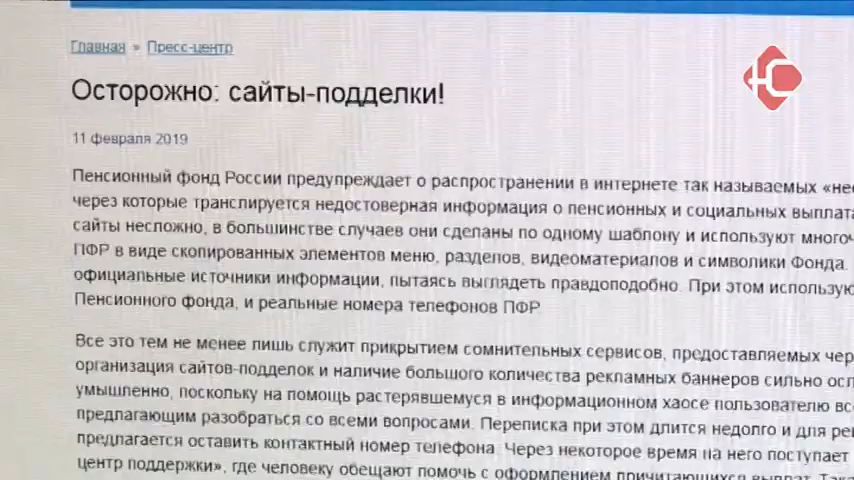 Главная » Пресс-центр
Осторожно: сайты-подделки!
11 февраля 2019
Пенсионный фонд России предупреждает о распространении в интернете так называемых
через которые транслируется недостоверная информация о пенсионных и социальных
сайты несложно, в большинстве случаев они сделаны по одному шаблону и используют
ПФР в виде скопированных элементов меню, разделов, видеоматериалов и символики Фонда.
официальные источники информации, пытаясь выглядеть правдоподобно. При этом
Пенсионного фонда, и реальные номера телефонов ПФР
Все это тем не менее лишь служит прикрытием сомнительных сервисов, предоставляемых
организация сайтов-подделок и наличие большого количества рекламных баннеров сильно
умышленно, поскольку на помощь растерявшемуся в информационном хаосе пользователю
предлагающим разобраться со всеми вопросами. Переписка при этом длится недолго и для
предлагается оставить контактный номер телефона. Через некоторое время на него поступает
центр поддержки», где человеку обещают помочь с оформлением причитающихся выплат.